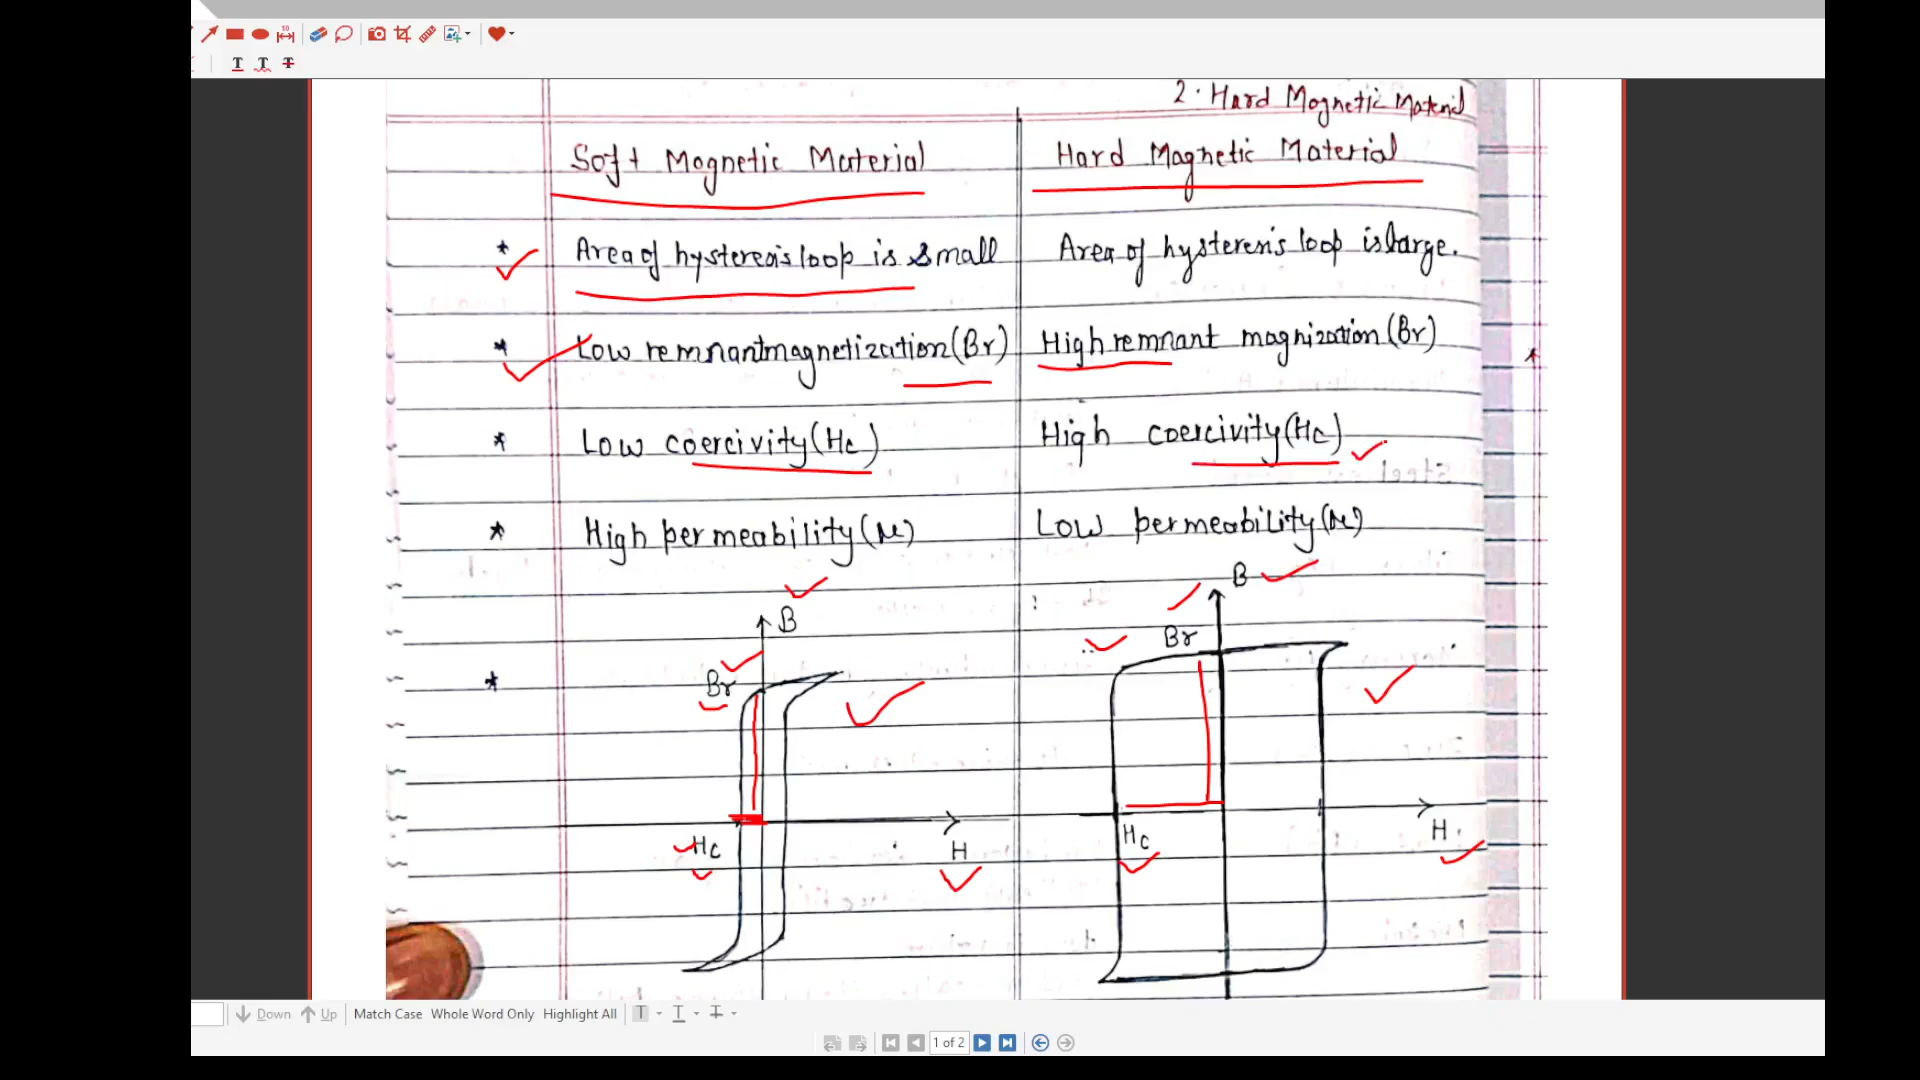 2. Hard Magnetic Material
Soft Magnetic Material
Hard Magnetic Material
* Area of hysteresis loop is small
Area of hysteresis loop is large.
* Low remnant magnetization (Br)
High remnant magnization (Br)
* Low coercivity (Hc)
High coercivity (Hc)
* High permeability (μ)
Low permeability (μ)
B
B
Br
Br
*
Hc
H
Hc
H
Down Up Match Case Whole Word Only Highlight All
1 of 2